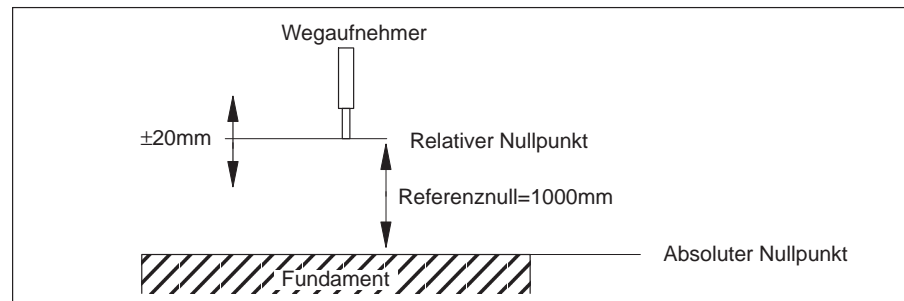 Wegaufnehmer
±20mm
Relativer Nullpunkt
Referenznull=1000mm
Absoluter Nullpunkt
Fundament